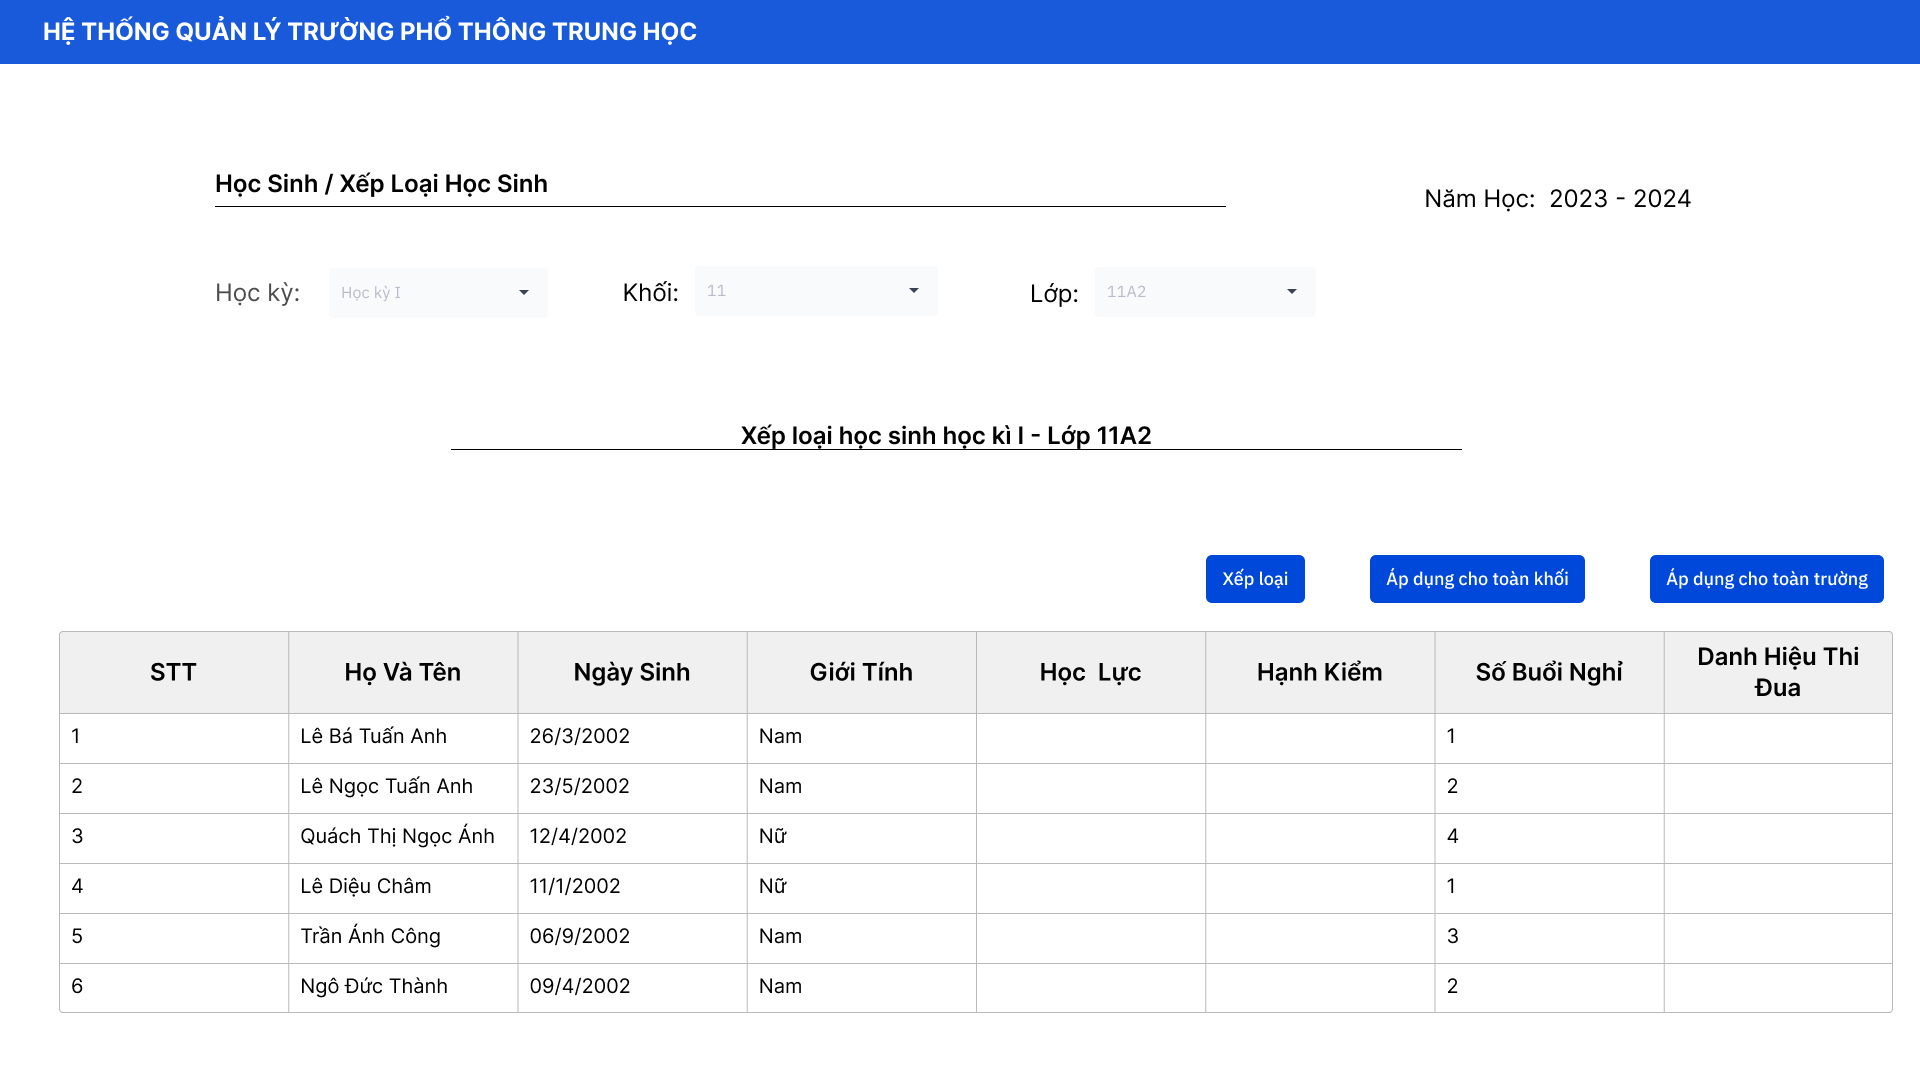 HỆ THỐNG QUẢN LÝ TRƯỜNG PHỔ THÔNG TRUNG HỌC
Học Sinh / Xếp Loại Học Sinh
Năm Học: 2023 - 2024
Học kỳ: Học kỳ I Khối: 11 Lớp: 11A2
Xếp loại học sinh học kì I - Lớp 11A2
Xếp loại Áp dụng cho toàn khối Áp dụng cho toàn trường
STT Họ Và Tên Ngày Sinh Giới Tính Học Lực Hạnh Kiểm Số Buổi Nghỉ Danh Hiệu Thi
Đua
1 Lê Bá Tuấn Anh 26/3/2002 Nam 1
2 Lê Ngọc Tuấn Anh 23/5/2002 Nam 2
3 Quách Thị Ngọc Ánh 12/4/2002 Nữ 4
4 Lê Diệu Châm 11/1/2002 Nữ 1
5 Trần Ánh Công 06/9/2002 Nam 3
6 Ngô Đức Thành 09/4/2002 Nam 2